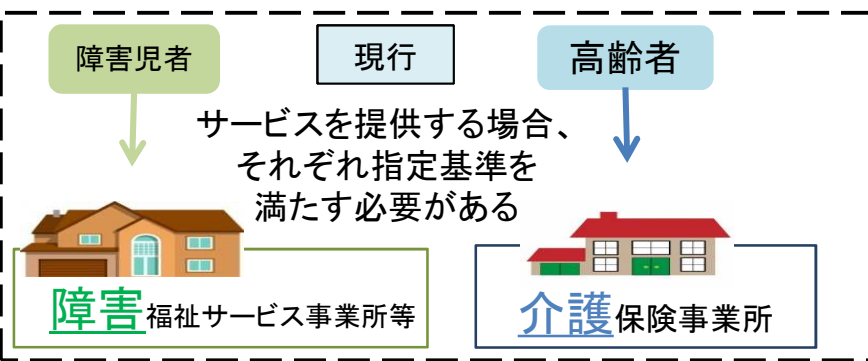 障害児者
現行
高齢者
サービスを提供する場合、
それぞれ指定基準を
満たす必要がある
障害福祉サービス事業所等
介護保険事業所